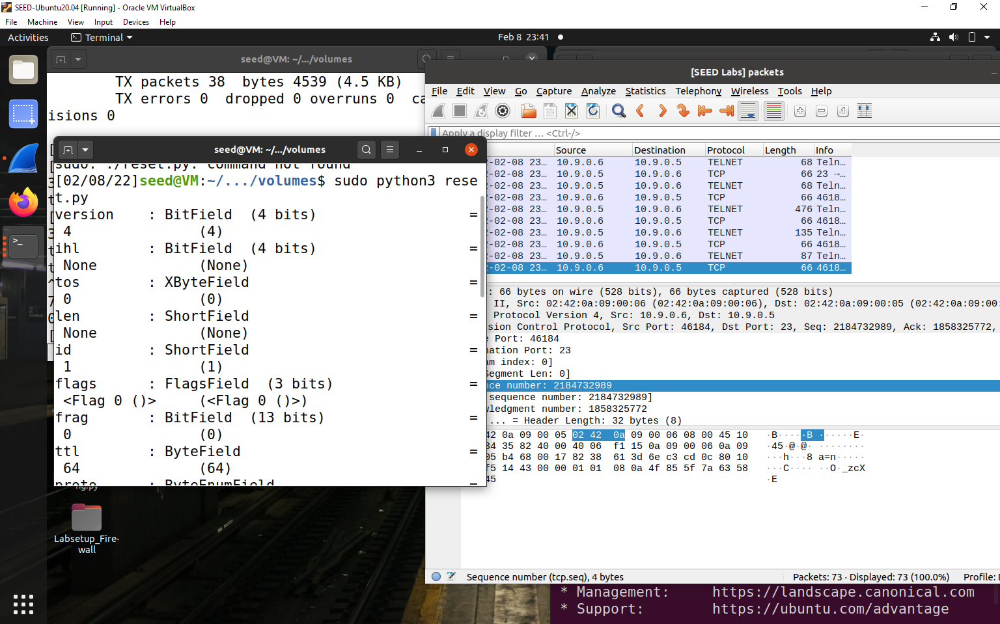 SEED-Ubuntu20.04 [Running] - Oracle VM VirtualBox
File Machine View Input Devices Help
Activities Terminal Feb 8 23:41
seed@VM: ~/.../volumes
TX packets 38 bytes 4539 (4.5 KB)
TX errors 0 dropped 0 overruns 0 ca
isions 0
seed@VM: ~/.../volumes
sudo: ./reset.py: command not found
[02/08/22]seed@VM:~/.../volumes$ sudo python3 rese
t.py
version : BitField (4 bits) =
4 (4)
ihl : BitField (4 bits) =
None (None)
tos : XByteField =
0 (0)
len : ShortField =
None (None)
id : ShortField =
1 (1)
flags : FlagsField (3 bits) =
<Flag 0 ()> (<Flag 0 ()>)
frag : BitField (13 bits) =
0 (0)
ttl : ByteField =
64 (64)
proto : ByteEnumField =
ng.py
Labsetup_Fire-
wall
[SEED Labs] packets
File Edit View Go Capture Analyze Statistics Telephony Wireless Tools Help
Apply a display filter … <Ctrl-/>
Source Destination Protocol Length Info
-02-08 23… 10.9.0.6 10.9.0.5 TELNET 68 Teln…
-02-08 23… 10.9.0.5 10.9.0.6 TCP 66 23 →…
-02-08 23… 10.9.0.5 10.9.0.6 TELNET 68 Teln…
-02-08 23… 10.9.0.6 10.9.0.5 TCP 66 4618…
-02-08 23… 10.9.0.5 10.9.0.6 TELNET 476 Teln…
-02-08 23… 10.9.0.6 10.9.0.5 TCP 66 4618…
-02-08 23… 10.9.0.5 10.9.0.6 TELNET 135 Teln…
-02-08 23… 10.9.0.6 10.9.0.5 TCP 66 4618…
-02-08 23… 10.9.0.5 10.9.0.6 TELNET 87 Teln…
-02-08 23… 10.9.0.6 10.9.0.5 TCP 66 4618…
: 66 bytes on wire (528 bits), 66 bytes captured (528 bits)
II, Src: 02:42:0a:09:00:06 (02:42:0a:09:00:06), Dst: 02:42:0a:09:00:05 (02:42:0a:09:00:
Protocol Version 4, Src: 10.9.0.6, Dst: 10.9.0.5
sion Control Protocol, Src Port: 46184, Dst Port: 23, Seq: 2184732989, Ack: 1858325772,
e Port: 46184
nation Port: 23
am index: 0]
Segment Len: 0]
nce number: 2184732989
sequence number: 2184732989]
wledgment number: 1858325772
... = Header Length: 32 bytes (8)
42 0a 09 00 05 02 42 0a 09 00 06 08 00 45 10 ·B·····B ······E·
34 35 82 40 00 40 06 f1 15 0a 09 00 06 0a 09 ·45·@·@· ········
05 b4 68 00 17 82 38 61 3d 6e c3 cd 0c 80 10 ···h···8 a=n·····
f5 14 43 00 00 01 01 08 0a 4f 85 5f 7a 63 58 ···C···· ··O·_zcX
45 ·E
Sequence number (tcp.seq), 4 bytes Packets: 73 · Displayed: 73 (100.0%) Profile:
* Management: https://landscape.canonical.com
* Support: https://ubuntu.com/advantage